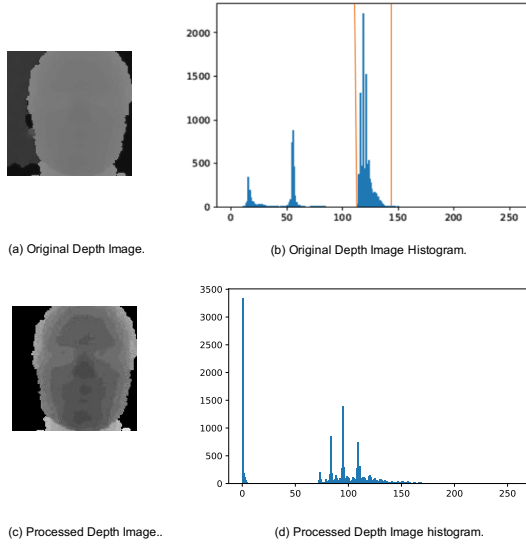 2000
1500
1000
500
0
0 50 100 150 200 250
(a) Original Depth Image.
(b) Original Depth Image Histogram.
3500
3000
2500
2000
1500
1000
500
0
0 50 100 150 200 250
(c) Processed Depth Image..
(d) Processed Depth Image histogram.